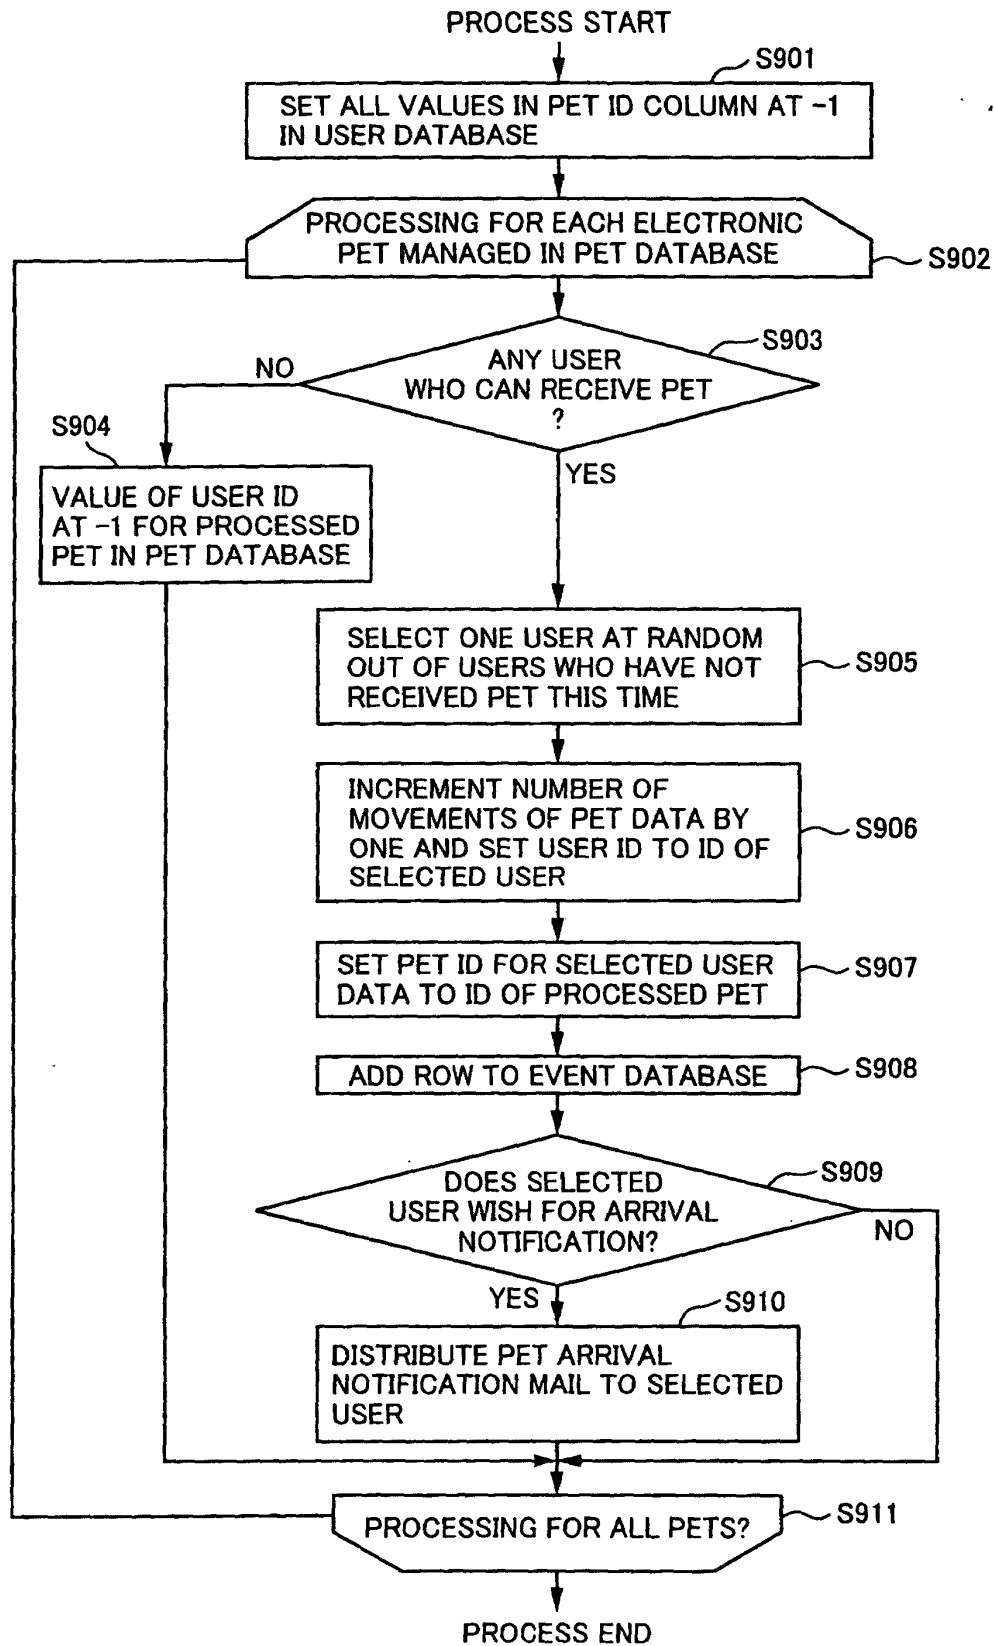 PROCESS START
S901
SET ALL VALUES IN PET ID COLUMN AT -1
IN USER DATABASE
PROCESSING FOR EACH ELECTRONIC
PET MANAGED IN PET DATABASE
S902
S903
ANY USER
WHO CAN RECEIVE PET
?
NO
YES
S904
VALUE OF USER ID
AT -1 FOR PROCESSED
PET IN PET DATABASE
SELECT ONE USER AT RANDOM
OUT OF USERS WHO HAVE NOT
RECEIVED PET THIS TIME
S905
INCREMENT NUMBER OF
MOVEMENTS OF PET DATA BY
ONE AND SET USER ID TO ID OF
SELECTED USER
S906
SET PET ID FOR SELECTED USER
DATA TO ID OF PROCESSED PET
S907
ADD ROW TO EVENT DATABASE
S908
S909
DOES SELECTED
USER WISH FOR ARRIVAL
NOTIFICATION?
NO
YES
S910
DISTRIBUTE PET ARRIVAL
NOTIFICATION MAIL TO SELECTED
USER
PROCESSING FOR ALL PETS?
S911
PROCESS END